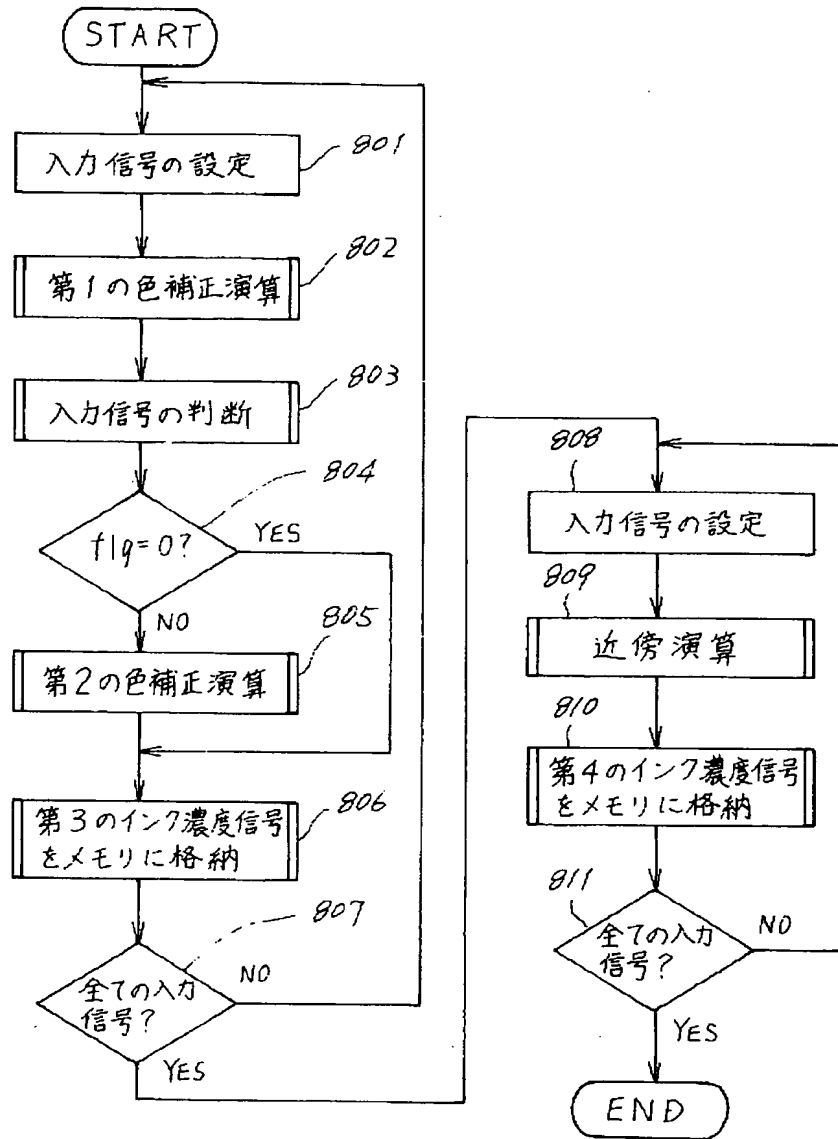 START
入力信号の設定
801
第1の色補正演算
802
入力信号の判断
803
flg=0?
804
YES
NO
第2の色補正演算
805
第3のインク濃度信号
をメモリに格納
806
全ての入力
信号?
807
NO
YES
808
入力信号の設定
809
近傍演算
810
第4のインク濃度信号
をメモリに格納
811
全ての入力
信号?
NO
YES
END